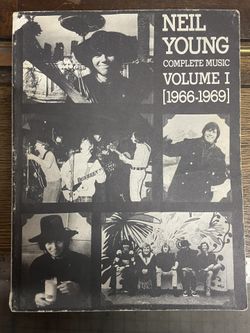 NEIL
YOUNG
COMPLETE MUSIC
VOLUME I
[1966-1969]